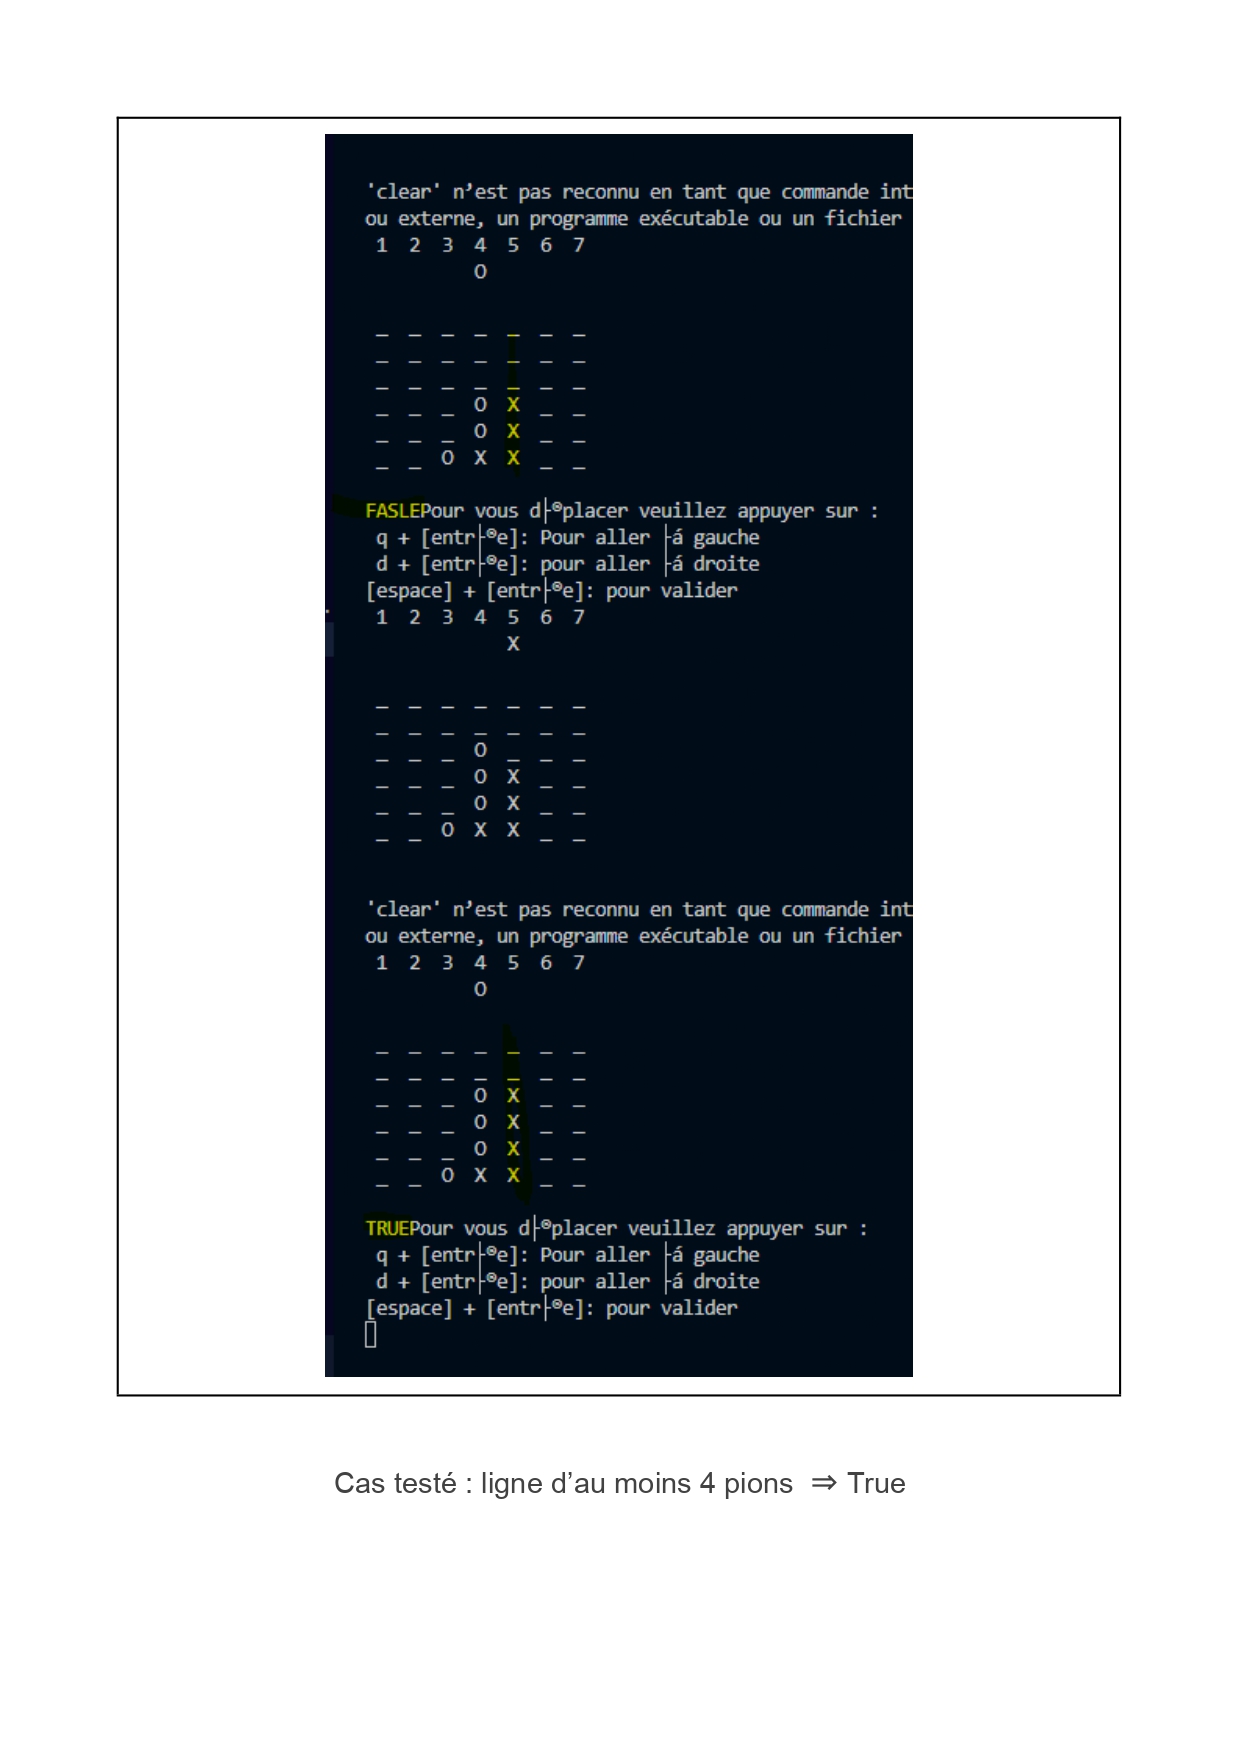 'clear' n’est pas reconnu en tant que commande int
ou externe, un programme exécutable ou un fichier
1 2 3 4 5 6 7
O
_ _ _ _ _ _ _
_ _ _ _ _ _ _
_ _ _ _ _ _ _
_ _ _ O X _ _
_ _ _ O X _ _
_ _ O X X _ _
FASLEPour vous d├®placer veuillez appuyer sur :
q + [entr├®e]: Pour aller ├á gauche
d + [entr├®e]: pour aller ├á droite
[espace] + [entr├®e]: pour valider
1 2 3 4 5 6 7
X
_ _ _ _ _ _ _
_ _ _ _ _ _ _
_ _ _ O _ _ _
_ _ _ O X _ _
_ _ _ O X _ _
_ _ O X X _ _
'clear' n’est pas reconnu en tant que commande int
ou externe, un programme exécutable ou un fichier
1 2 3 4 5 6 7
O
_ _ _ _ _ _ _
_ _ _ _ _ _ _
_ _ _ O X _ _
_ _ _ O X _ _
_ _ _ O X _ _
_ _ O X X _ _
TRUEPour vous d├®placer veuillez appuyer sur :
q + [entr├®e]: Pour aller ├á gauche
d + [entr├®e]: pour aller ├á droite
[espace] + [entr├®e]: pour valider
Cas testé : ligne d’au moins 4 pions ⇒ True